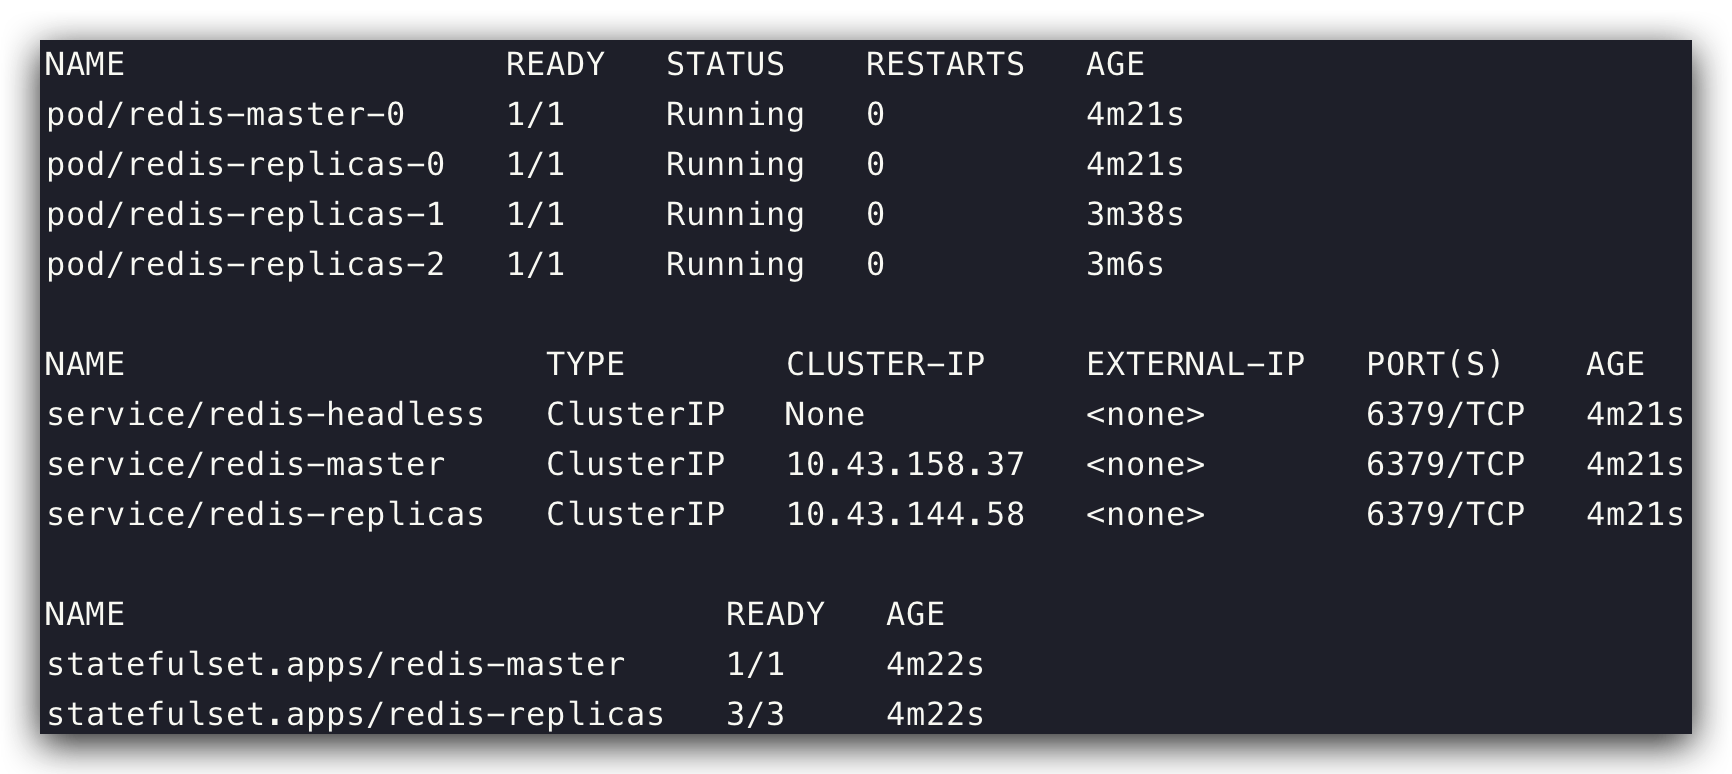 NAME                   READY   STATUS    RESTARTS   AGE
pod/redis-master-0     1/1     Running   0          4m21s
pod/redis-replicas-0   1/1     Running   0          4m21s
pod/redis-replicas-1   1/1     Running   0          3m38s
pod/redis-replicas-2   1/1     Running   0          3m6s

NAME                     TYPE        CLUSTER-IP     EXTERNAL-IP   PORT(S)    AGE
service/redis-headless   ClusterIP   None           <none>        6379/TCP   4m21s
service/redis-master     ClusterIP   10.43.158.37   <none>        6379/TCP   4m21s
service/redis-replicas   ClusterIP   10.43.144.58   <none>        6379/TCP   4m21s

NAME                              READY   AGE
statefulset.apps/redis-master     1/1     4m22s
statefulset.apps/redis-replicas   3/3     4m22s